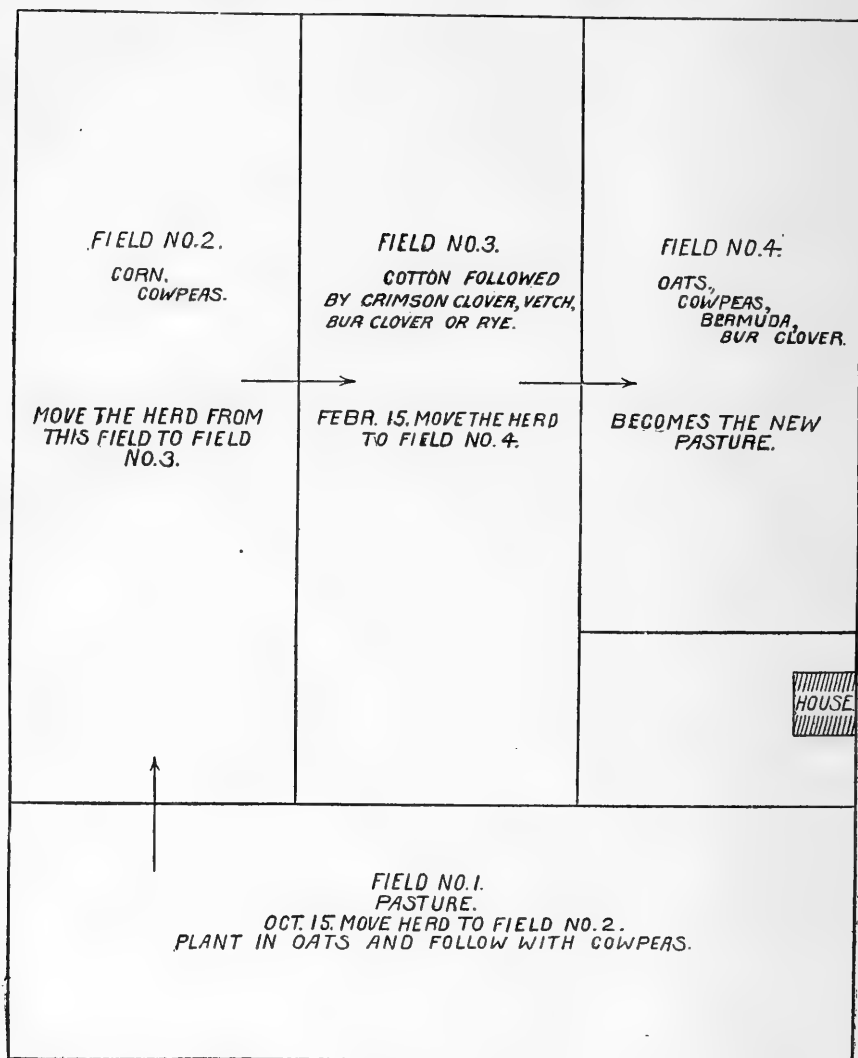 FIELD NO.2.
CORN.
COWPEAS.
MOVE THE HERD FROM
THIS FIELD TO FIELD
NO.3.
FIELD NO.3.
COTTON FOLLOWED
BY CRIMSON CLOVER, VETCH,
BUR CLOVER OR RYE.
FEBR. 15. MOVE THE HERD
TO FIELD NO. 4.
FIELD NO.4.
OATS,
COWPEAS,
BERMUDA,
BUR CLOVER.
BECOMES THE NEW
PASTURE.
HOUSE
FIELD NO.1.
PASTURE.
OCT. 15. MOVE HERD TO FIELD NO.2.
PLANT IN OATS AND FOLLOW WITH COWPEAS.